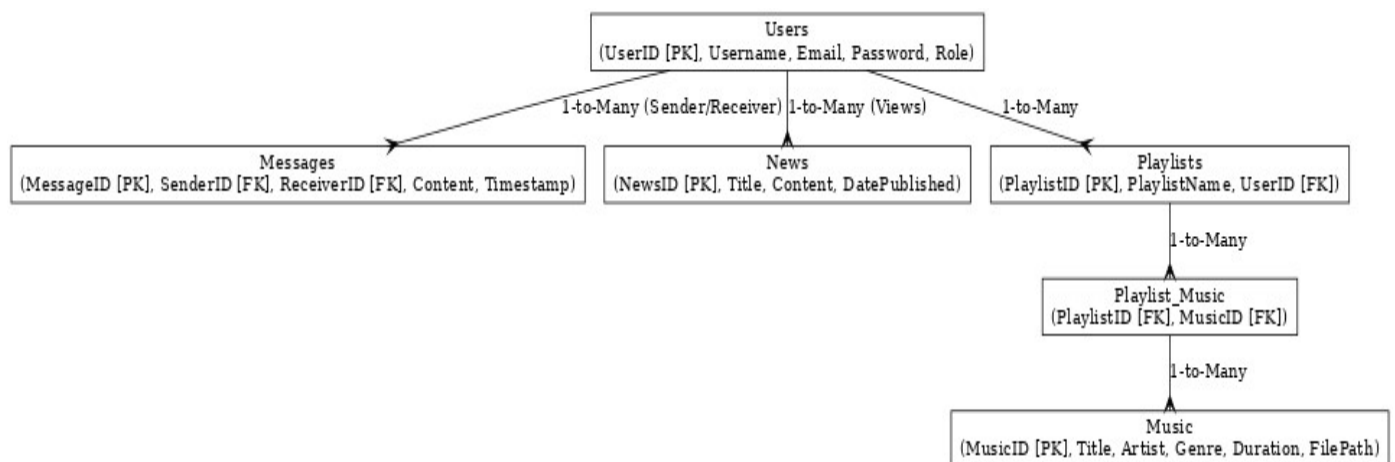 Users
(UserID [PK], Username, Email, Password, Role)
1-to-Many (Sender/Receiver)
1-to-Many (Views)
1-to-Many
Messages
(MessageID [PK], SenderID [FK], ReceiverID [FK], Content, Timestamp)
News
(NewsID [PK], Title, Content, DatePublished)
Playlists
(PlaylistID [PK], PlaylistName, UserID [FK])
1-to-Many
Playlist_Music
(PlaylistID [FK], MusicID [FK])
1-to-Many
Music
(MusicID [PK], Title, Artist, Genre, Duration, FilePath)